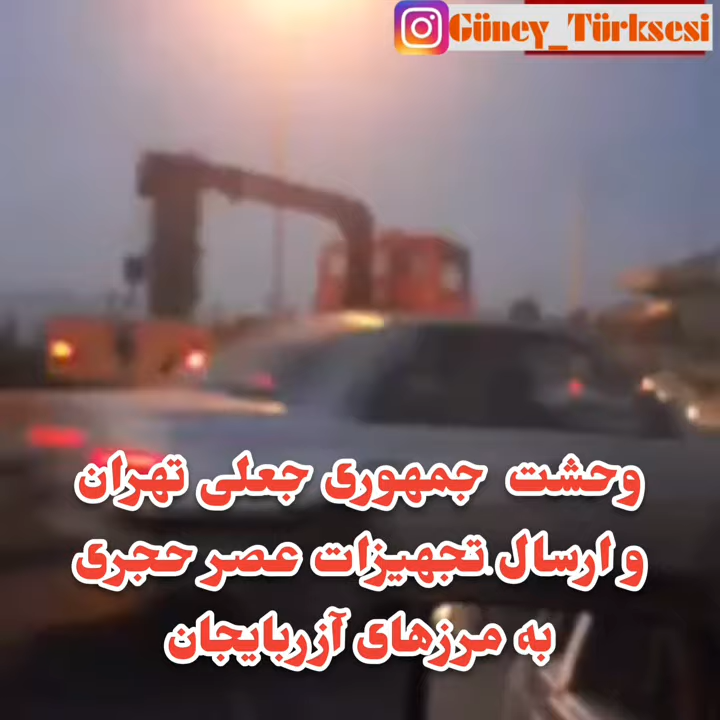 Güney_Türksesi
وحشت جمهوری جعلی تهران
و ارسال تجهیزات عصر حجری
به مرزهای آزربایجان